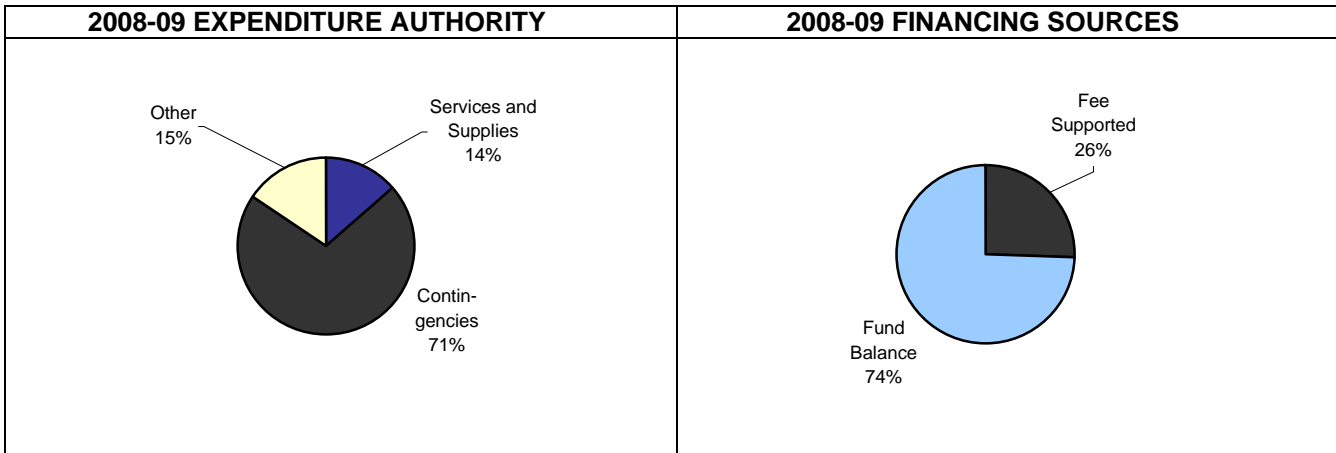 2008-09 EXPENDITURE AUTHORITY
Other
15%
Services and
Supplies
14%
Contin-
gencies
71%
2008-09 FINANCING SOURCES
Fee
Supported
26%
Fund
Balance
74%